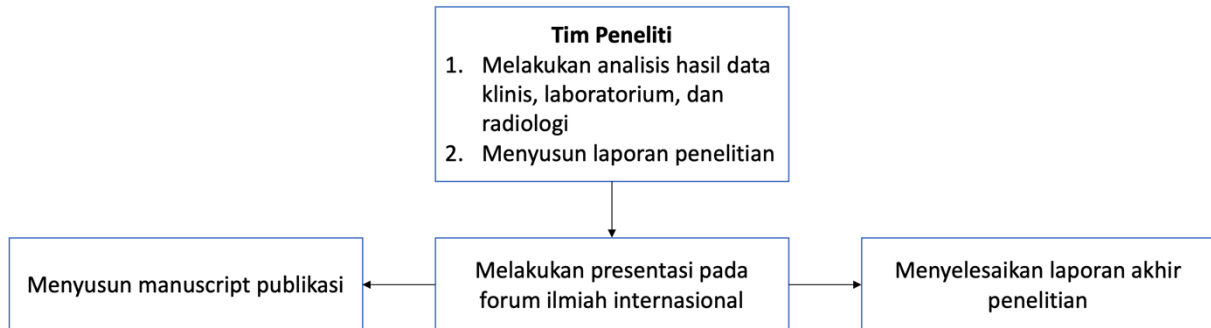 Tim Peneliti
1. Melakukan analisis hasil data
klinis, laboratorium, dan
radiologi
2. Menyusun laporan penelitian
Menyusun manuscript publikasi
Melakukan presentasi pada
forum ilmiah internasional
Menyelesaikan laporan akhir
penelitian